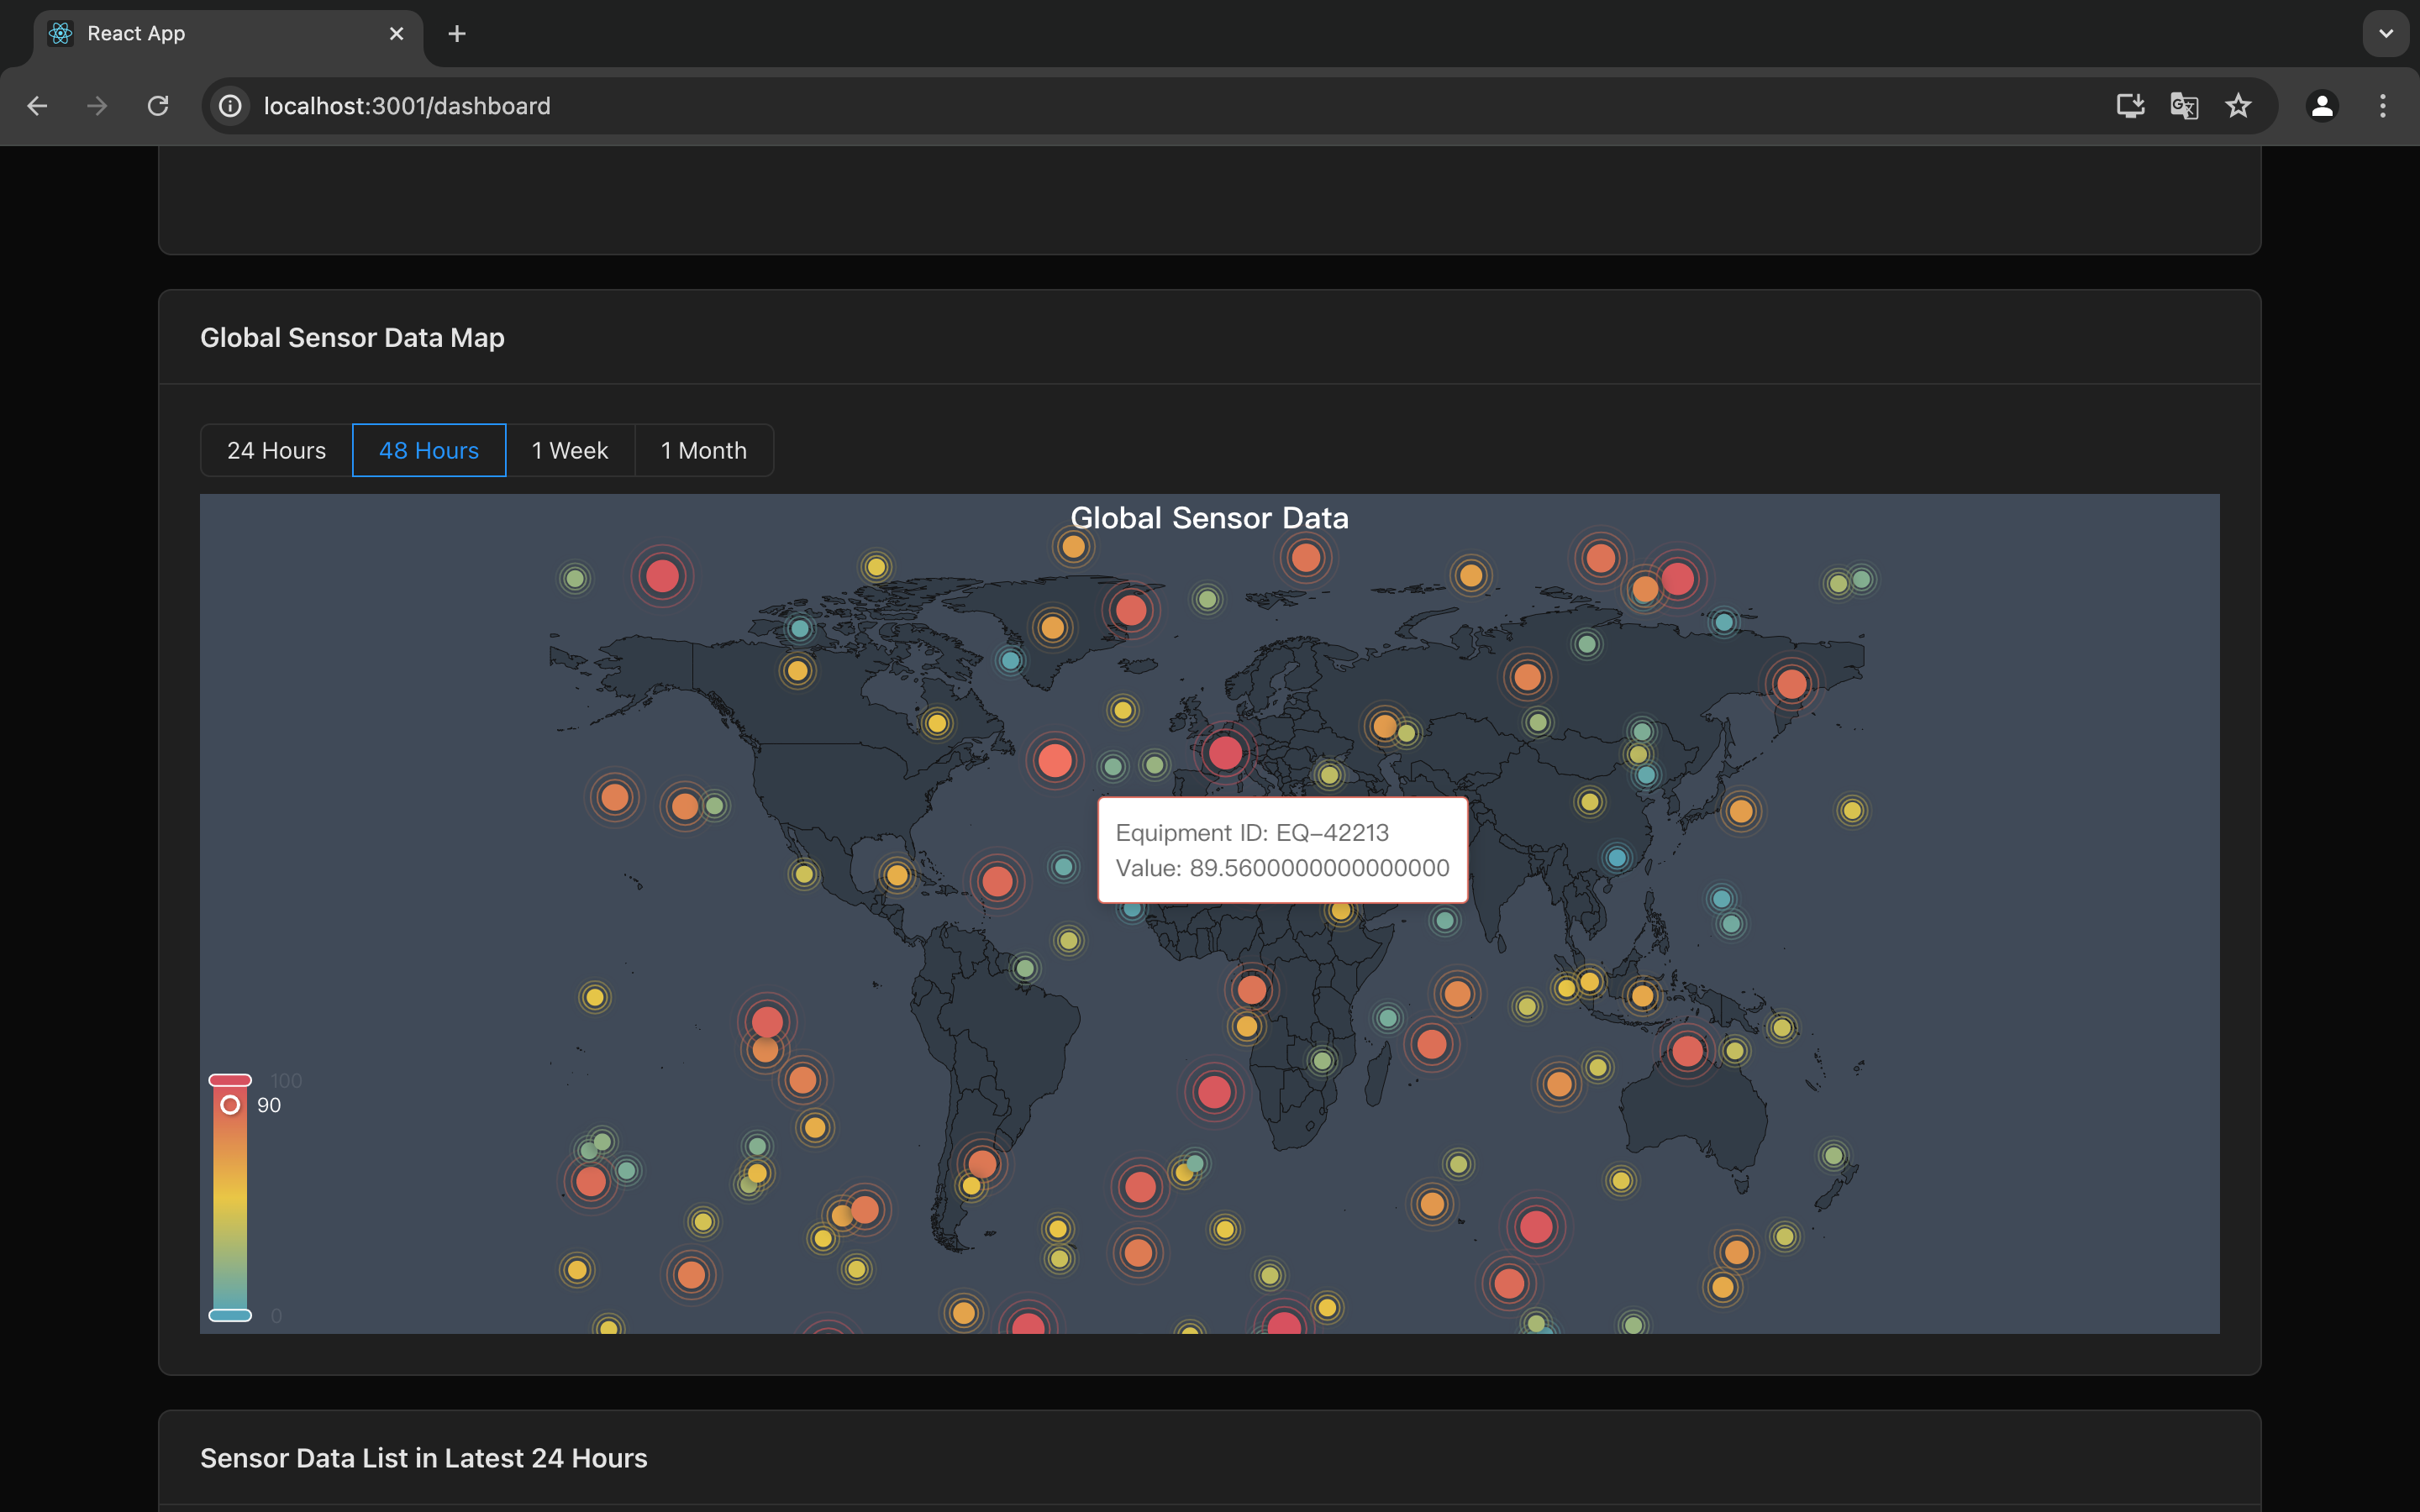 React App
localhost:3001/dashboard
Global Sensor Data Map
24 Hours
48 Hours
1 Week
1 Month
Global Sensor Data
Equipment ID: EQ-42213
Value: 89.5600000000000000
100
90
0
Sensor Data List in Latest 24 Hours